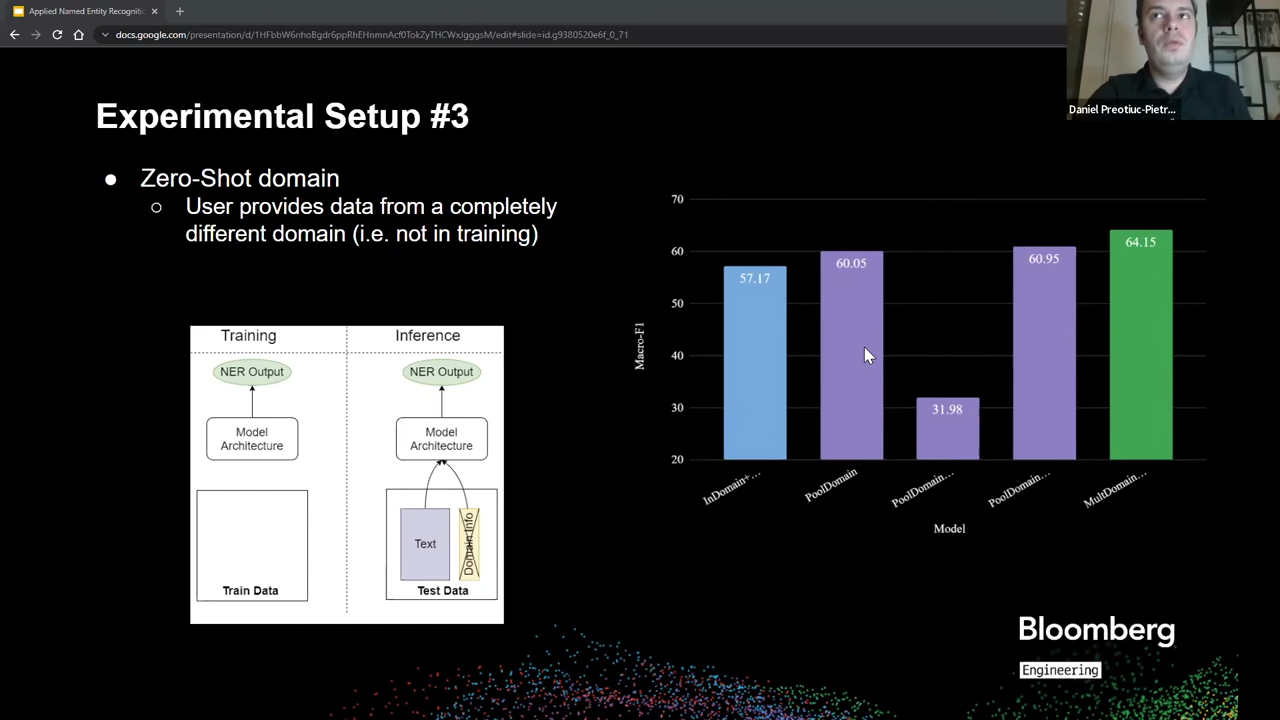 Applied Named Entity Recogniti
docs.google.com/presentation/d/1HFbbW6nhoBgdr6ppRhEHnmnAcf0TokZyTHCWxJgggsM/edit#slide=id.g9380520e6f_0_71
Daniel Preotiuc-Pietr...
Experimental Setup #3
● Zero-Shot domain
○ User provides data from a completely
different domain (i.e. not in training)
Training
Inference
NER Output
NER Output
Model
Architecture
Model
Architecture
Text
Domain Info
Train Data
Test Data
70
60
50
40
30
20
Macro-F1
57.17
60.05
31.98
60.95
64.15
InDomain+...
PoolDomain
PoolDomain...
PoolDomain...
MultDomain...
Model
Bloomberg
Engineering